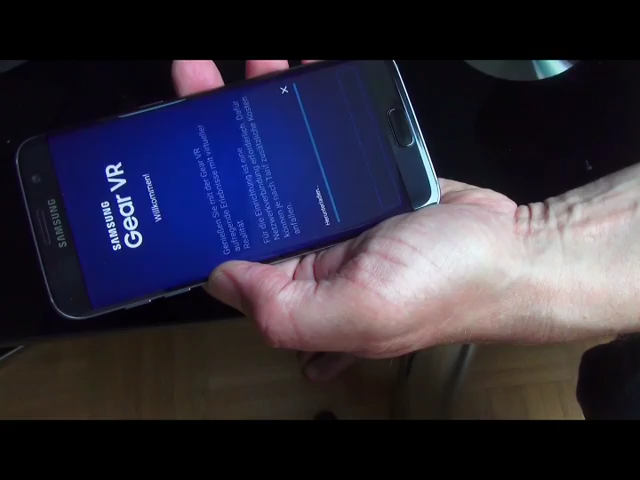 SAMSUNG
SAMSUNG
Gear VR
Willkommen!
Genießen Sie mit der Gear VR
aufregende Erlebnisse mit virtueller
Realität.
Für die Einrichtung ist eine
Netzwerkverbindung erforderlich. Dafür
können je nach Tarif zusätzliche Kosten
anfallen.
Herunterladen...